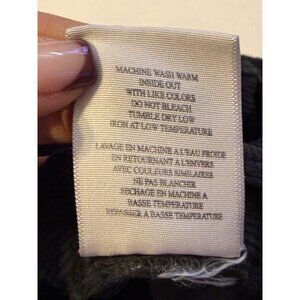 MACHINE WASH WARM
INSIDE OUT
WITH LIKE COLORS
DO NOT BLEACH
TUMBLE DRY LOW
IRON AT LOW TEMPERATURE
LAVAGE EN MACHINE A L'EAU FROIDE
EN RETOURNANT A L'ENVERS
AVEC COULEURS SIMILAIRES
NE PAS BLANCHIR
SECHAGE EN MACHINE A
BASSE TEMPERATURE
REPASSER A BASSE TEMPERATURE